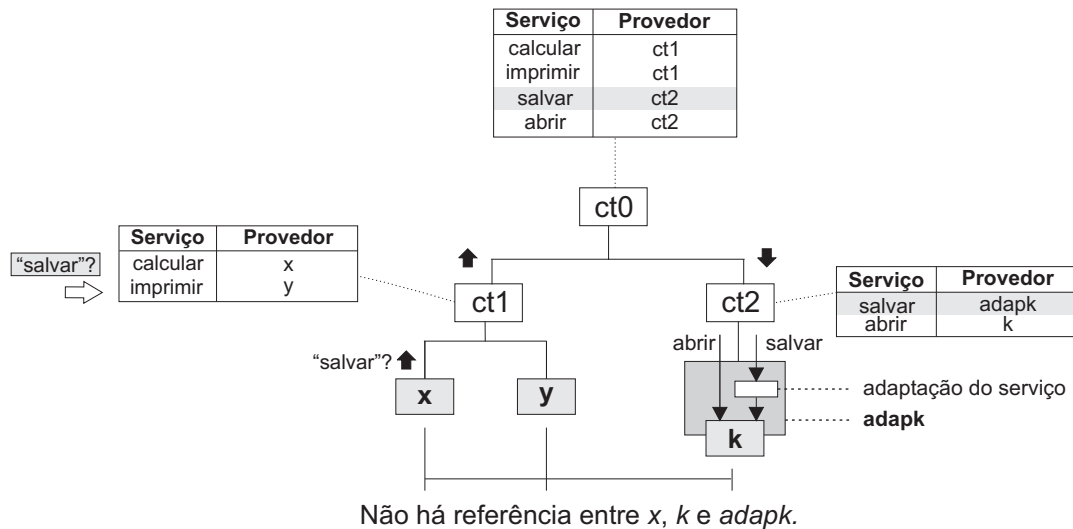 Serviço Provedor
calcular ct1
imprimir ct1
salvar ct2
abrir ct2
ct0
"salvar"?
Serviço Provedor
calcular x
imprimir y
ct1
ct2
Serviço Provedor
salvar adapk
abrir k
"salvar"?
abrir salvar
x
y
k
adaptação do serviço
adapk
Não há referência entre x, k e adapk.